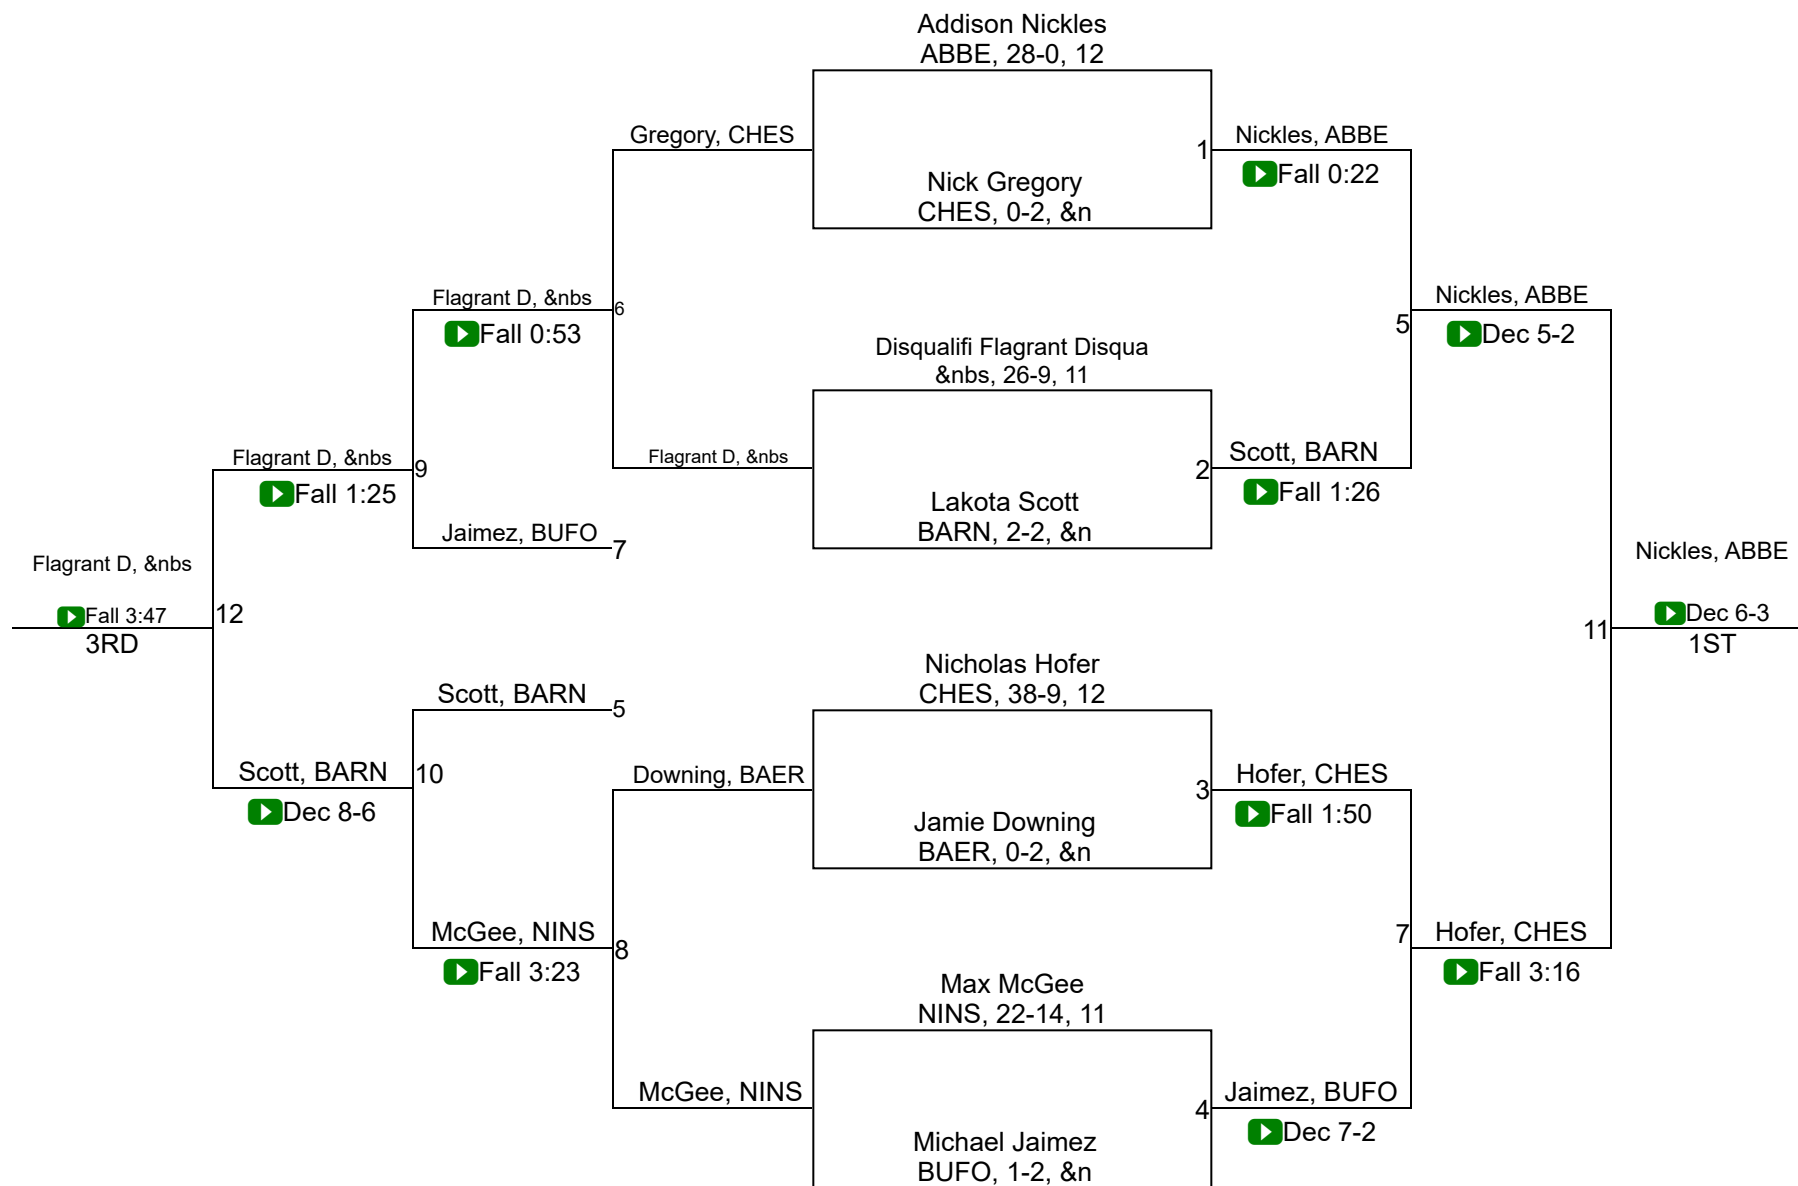 Addison Nickles
ABBE, 28-0, 12
Gregory, CHES
1
Nickles, ABBE
Fall 0:22
Nick Gregory
CHES, 0-2, &n
Flagrant D, &nbs
6
Fall 0:53
5
Nickles, ABBE
Dec 5-2
Disqualifi Flagrant Disqua
&nbs, 26-9, 11
Flagrant D, &nbs
9
Fall 1:25
Flagrant D, &nbs
2
Scott, BARN
Fall 1:26
Lakota Scott
BARN, 2-2, &n
Jaimez, BUFO
7
Flagrant D, &nbs
Fall 3:47
3RD
12
Nickles, ABBE
11
Dec 6-3
1ST
Nicholas Hofer
CHES, 38-9, 12
Scott, BARN
5
Scott, BARN
10
Dec 8-6
Downing, BAER
3
Hofer, CHES
Fall 1:50
Jamie Downing
BAER, 0-2, &n
McGee, NINS
8
Fall 3:23
7
Hofer, CHES
Fall 3:16
Max McGee
NINS, 22-14, 11
McGee, NINS
4
Jaimez, BUFO
Dec 7-2
Michael Jaimez
BUFO, 1-2, &n